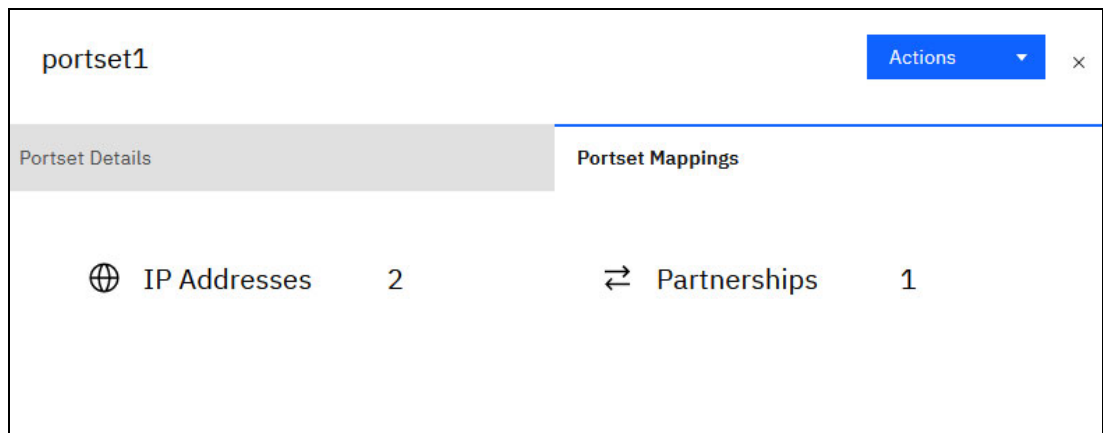 portset1
Actions
Portset Details
Portset Mappings
IP Addresses 2
Partnerships 1